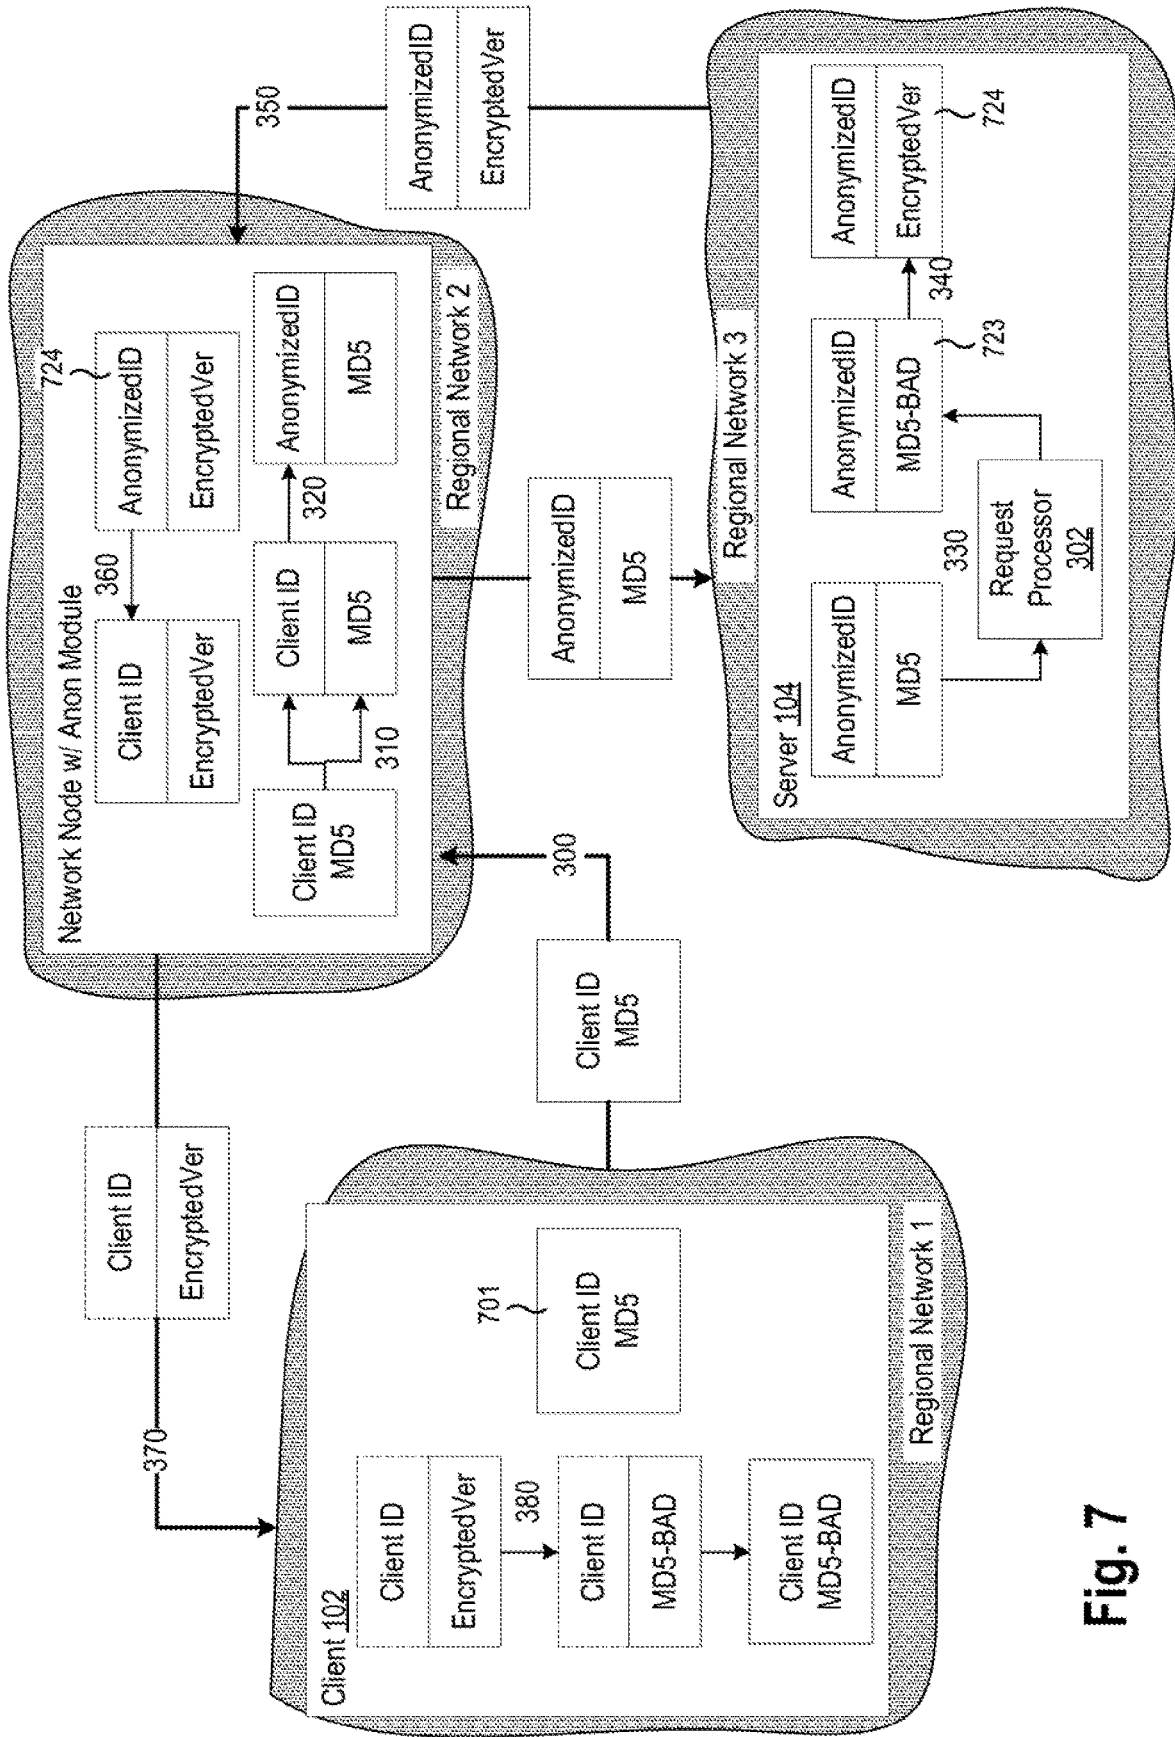 Client 102
Client ID
EncryptedVer
380
Client ID
MD5-BAD
Client ID
MD5-BAD
701
Client ID
MD5
Regional Network 1
370
Client ID
EncryptedVer
Client ID
MD5
300
Network Node w/ Anon Module
Client ID
EncryptedVer
360
724
AnonymizedID
EncryptedVer
Client ID
MD5
310
Client ID
MD5
320
AnonymizedID
MD5
Regional Network 2
350
AnonymizedID
EncryptedVer
AnonymizedID
MD5
Regional Network 3
Server 104
AnonymizedID
MD5
330
Request
Processor
302
AnonymizedID
MD5-BAD
723
340
AnonymizedID
EncryptedVer
724
Fig. 7